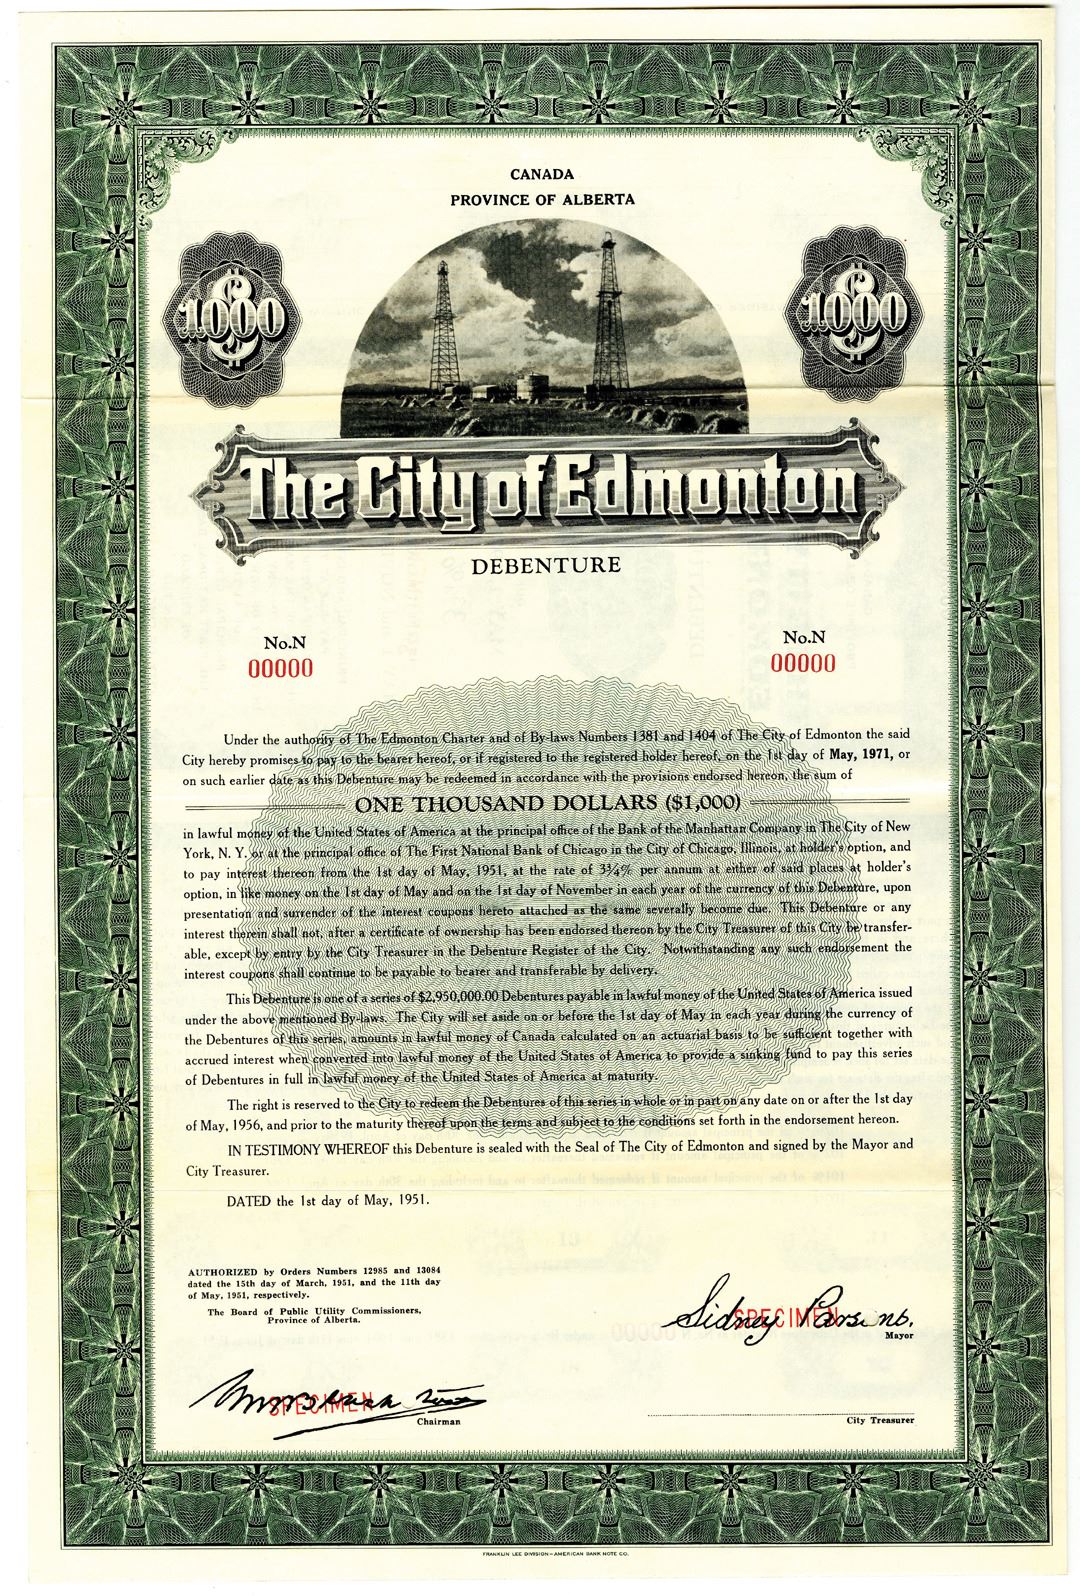 CANADA
PROVINCE OF ALBERTA
1000
1000
The City of Edmonton
DEBENTURE
No.N
00000
No.N
00000
Under the authority of The Edmonton Charter and of By-laws Numbers 1381 and 1404 of The City of Edmonton the said
City hereby promises to pay to the bearer hereof, or if registered to the registered holder hereof, on the 1st day of May, 1971, or
on such earlier date as this Debenture may be redeemed in accordance with the provisions endorsed hereon, the sum of
ONE THOUSAND DOLLARS ($1,000)
in lawful money of the United States of America at the principal office of the Bank of the Manhattan Company in The City of New
York, N. Y. or at the principal office of The First National Bank of Chicago in the City of Chicago, Illinois, at holder's option, and
to pay interest thereon from the 1st day of May, 1951, at the rate of 3¼% per annum at either of said places at holder's
option, in like money on the 1st day of May and on the 1st day of November in each year of the currency of this Debenture, upon
presentation and surrender of the interest coupons hereto attached as the same severally become due. This Debenture or any
interest therein shall not, after a certificate of ownership has been endorsed thereon by the City Treasurer of this City be transfer-
able, except by entry by the City Treasurer in the Debenture Register of the City. Notwithstanding any such endorsement the
interest coupons shall continue to be payable to bearer and transferable by delivery.
This Debenture is one of a series of $2,950,000.00 Debentures payable in lawful money of the United States of America issued
under the above mentioned By-laws. The City will set aside on or before the 1st day of May in each year during the currency of
the Debentures of this series, amounts in lawful money of Canada calculated on an actuarial basis to be sufficient together with
accrued interest when converted into lawful money of the United States of America to provide a sinking fund to pay this series
of Debentures in full in lawful money of the United States of America at maturity.
The right is reserved to the City to redeem the Debentures of this series in whole or in part on any date on or after the 1st day
of May, 1956, and prior to the maturity thereof upon the terms and subject to the conditions set forth in the endorsement hereon.
IN TESTIMONY WHEREOF this Debenture is sealed with the Seal of The City of Edmonton and signed by the Mayor and
City Treasurer.
DATED the 1st day of May, 1951.
AUTHORIZED by Orders Numbers 12985 and 13084
dated the 15th day of March, 1951, and the 11th day
of May, 1951, respectively.
The Board of Public Utility Commissioners,
Province of Alberta.
Sidney Parsons.
SPECIMEN
Mayor
SPECIMEN
Chairman
City Treasurer
FRANKLIN LEE DIVISION—AMERICAN BANK NOTE CO.